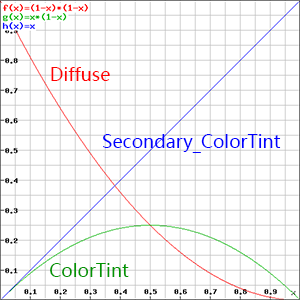 f(x)=(1-x)*(1-x)
g(x)=x*(1-x)
h(x)=x
0.9
Diffuse
0.8
0.7
0.6
Secondary_ColorTint
0.5
0.4
0.3
0.2
ColorTint
0.1
0.1 0.2 0.3 0.4 0.5 0.6 0.7 0.8 0.9 x